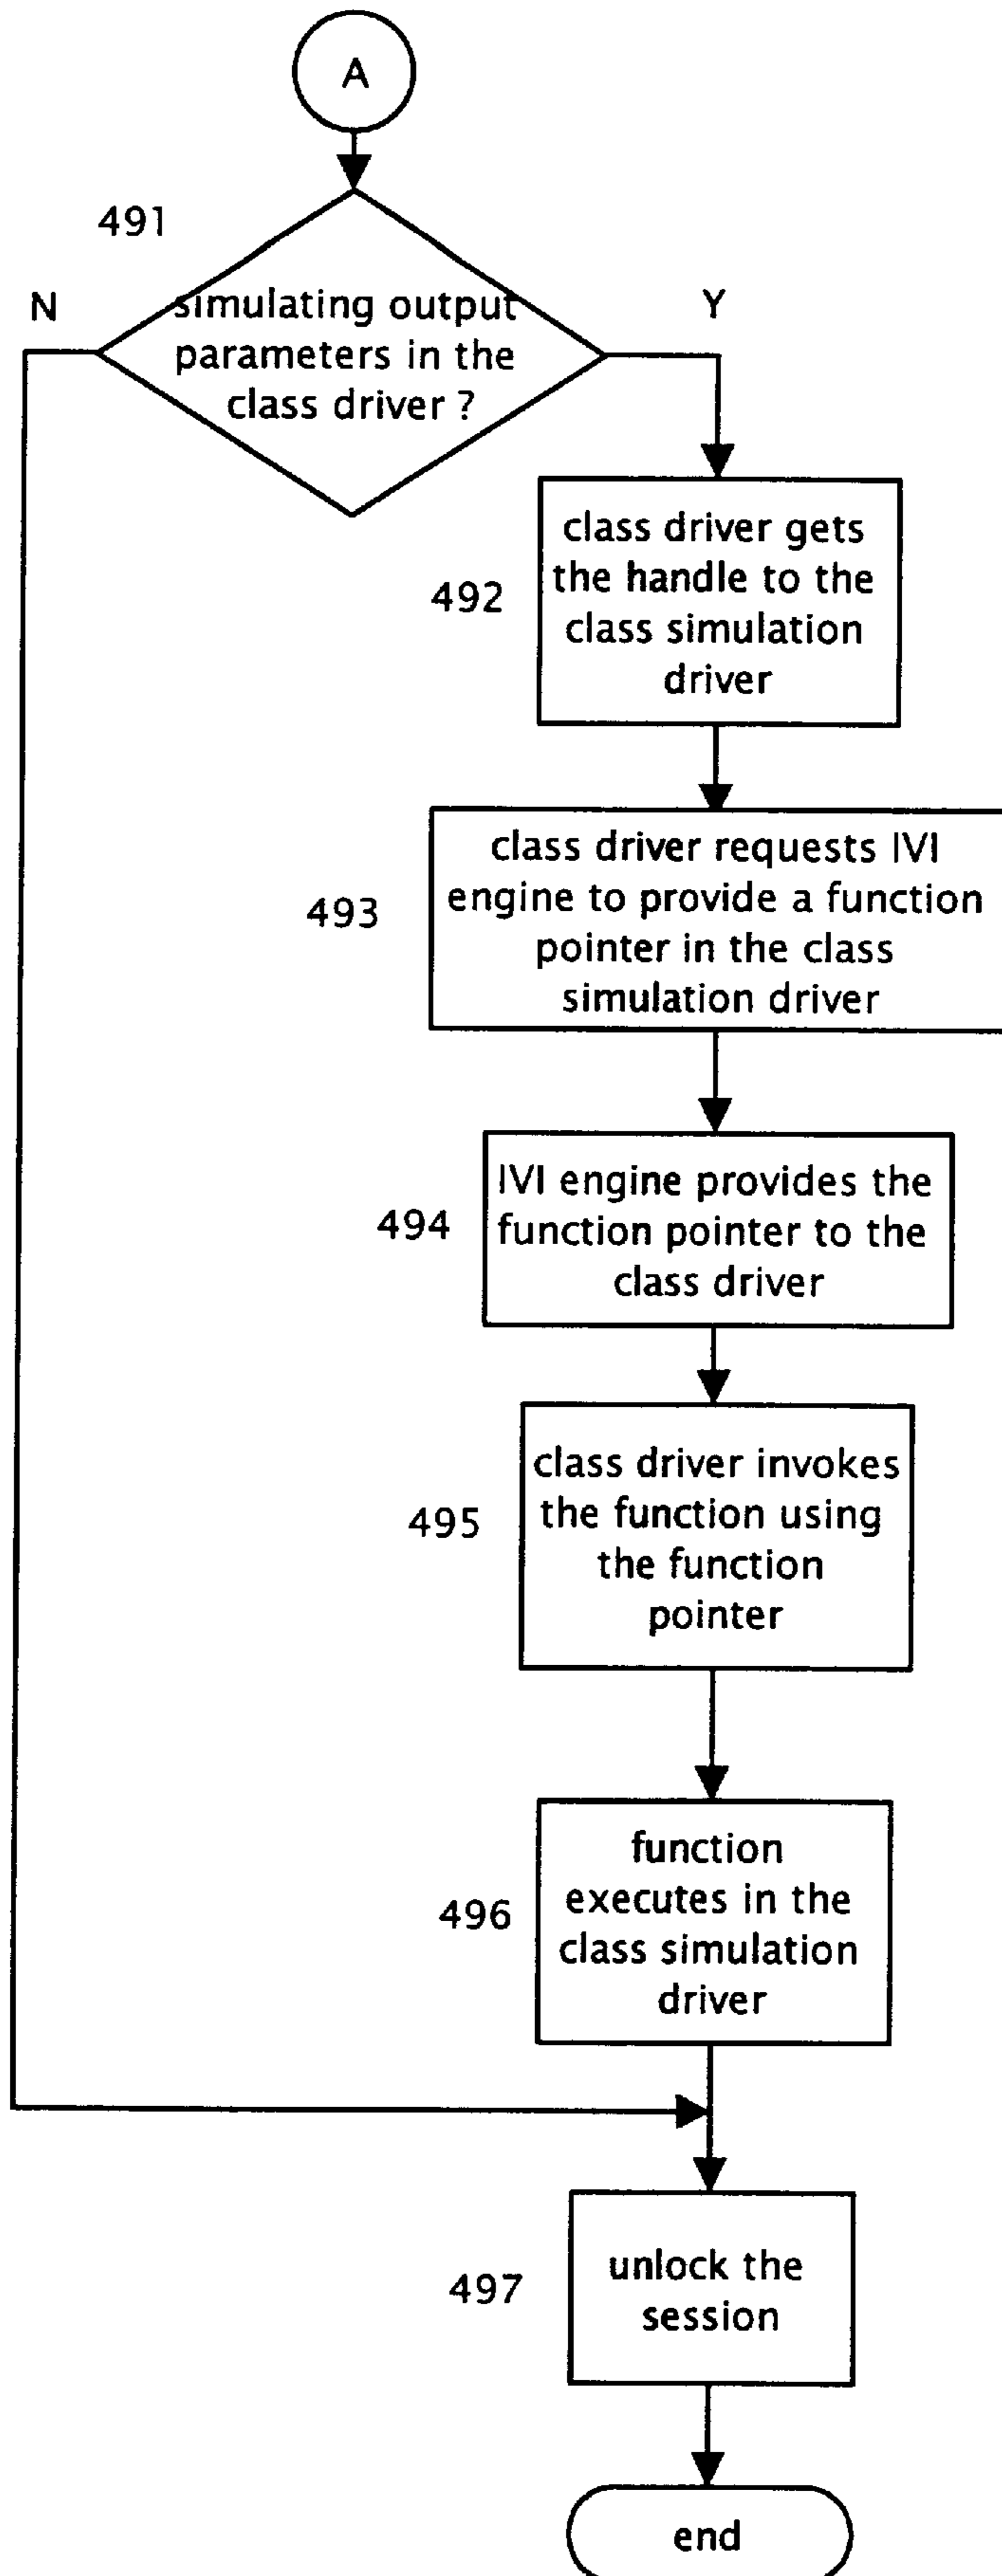 A
491
N
Y
simulating output
parameters in the
class driver ?
492
class driver gets
the handle to the
class simulation
driver
493
class driver requests IVI
engine to provide a function
pointer in the class
simulation driver
494
IVI engine provides the
function pointer to the
class driver
495
class driver invokes
the function using
the function
pointer
496
function
executes in the
class simulation
driver
497
unlock the
session
end